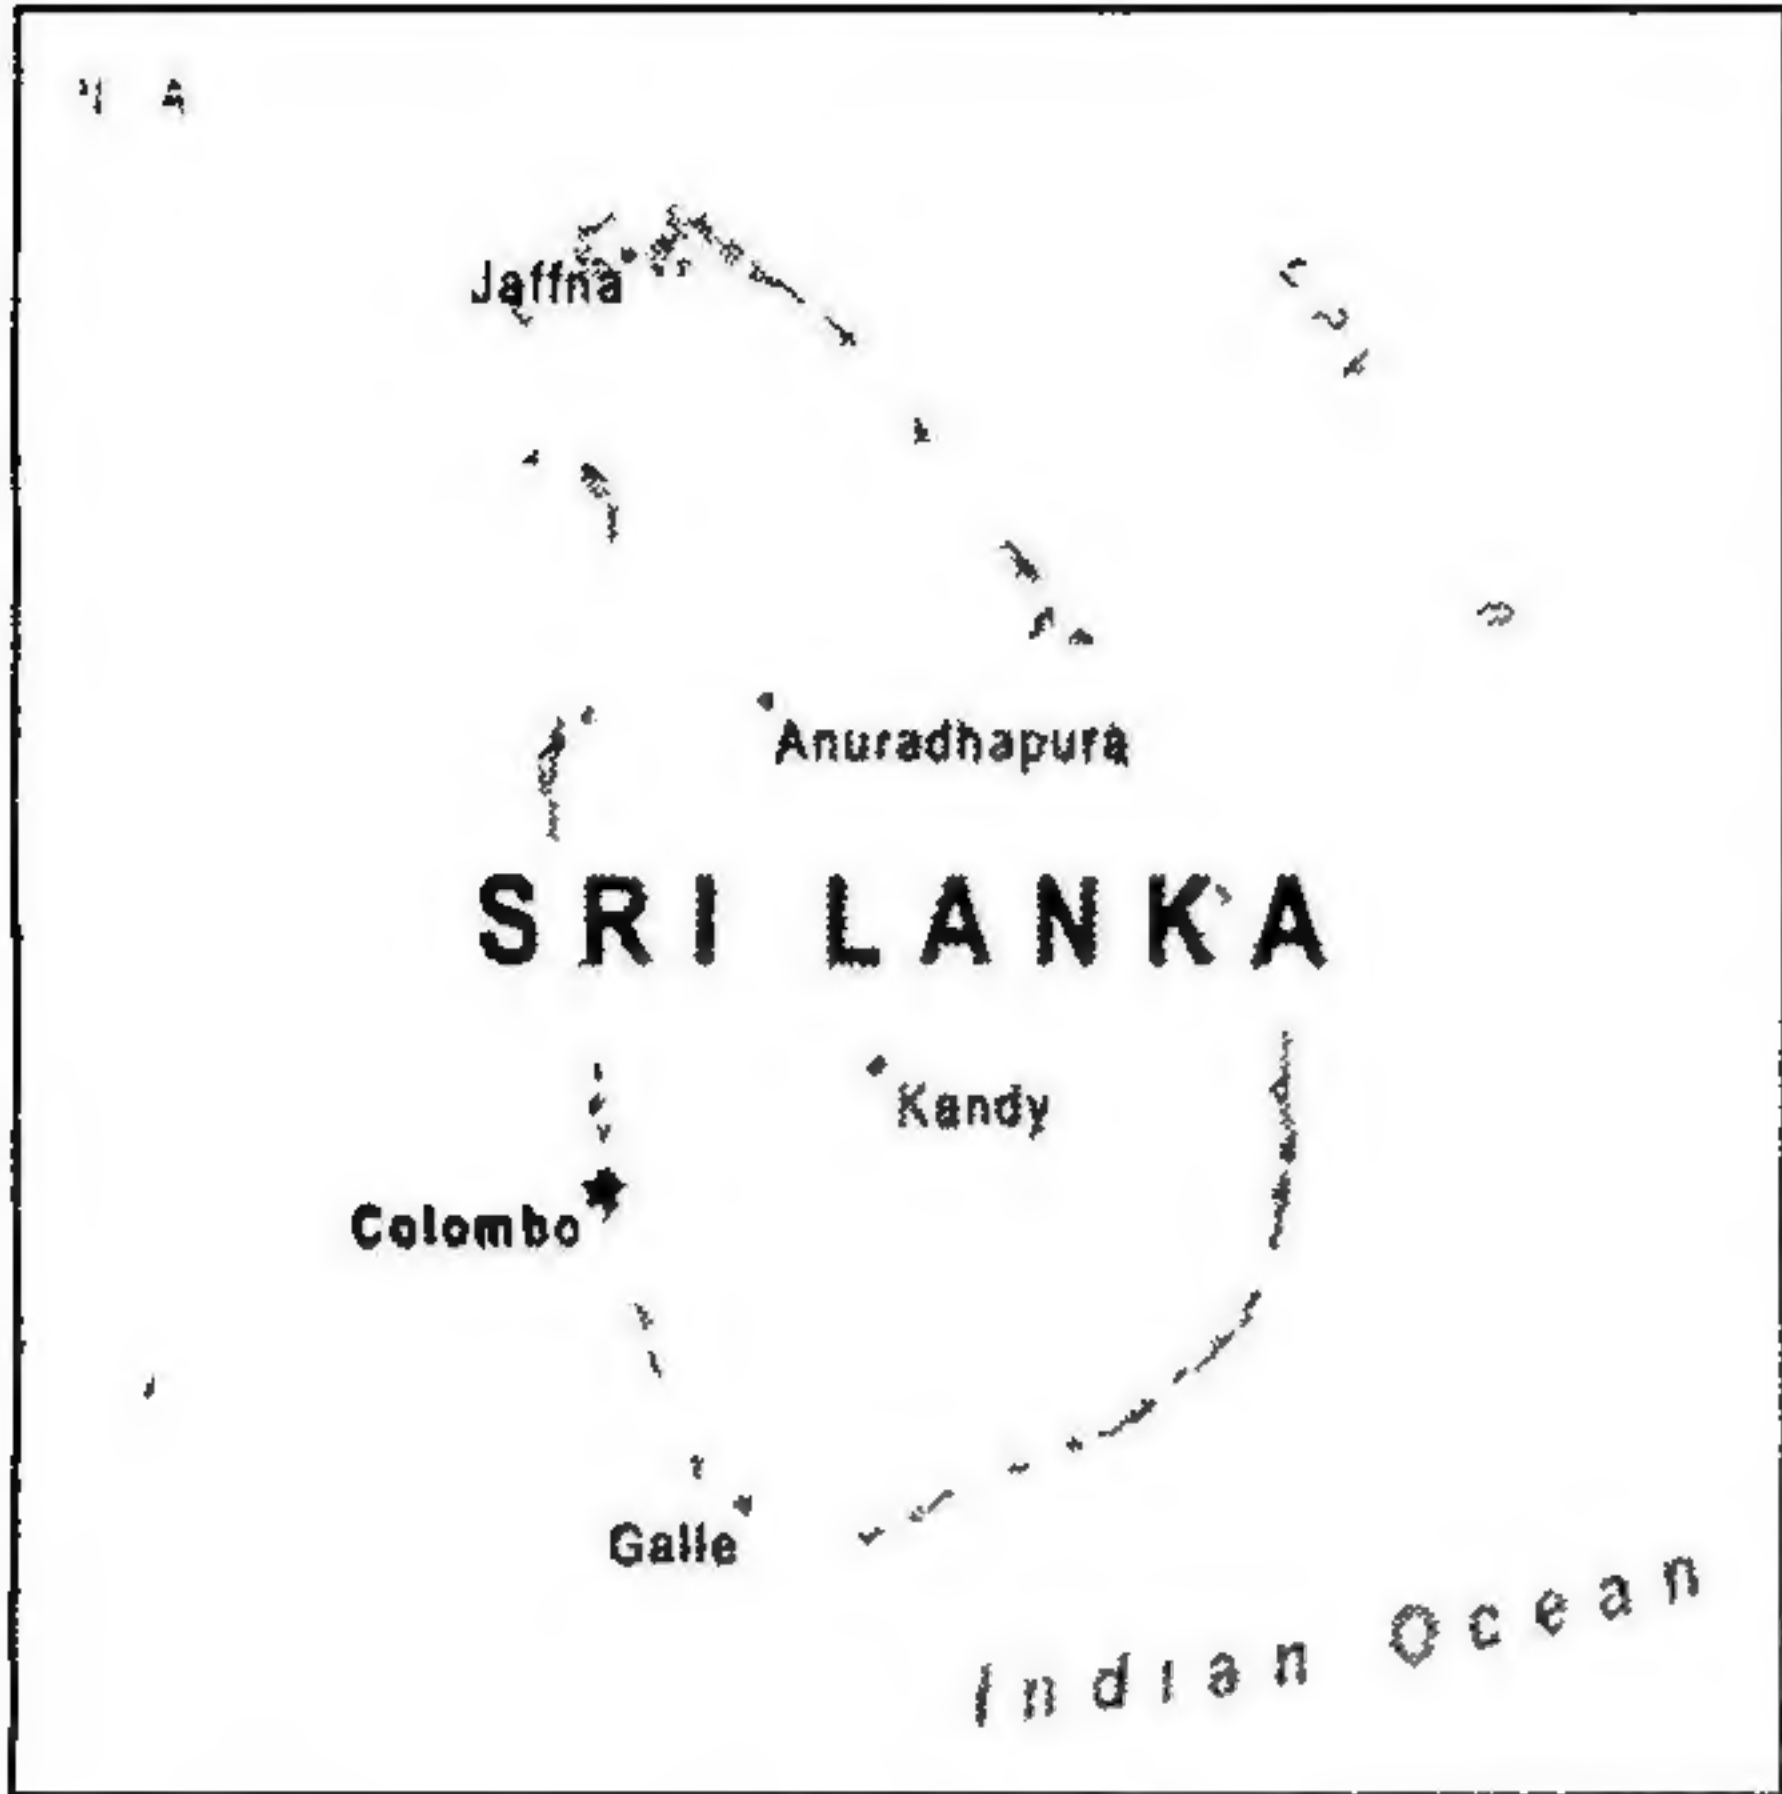 Jaffna
Anuradhapura
SRI LANKA
Kandy
Colombo
Galle
Indian Ocean